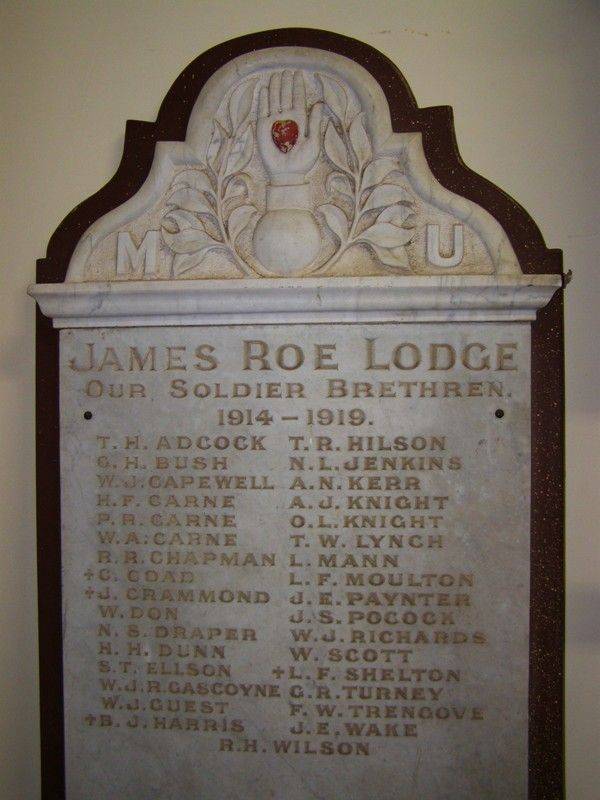 M U
JAMES ROE LODGE
OUR SOLDIER BRETHREN.
1914-1919.
T. H. ADCOCK T. R. HILSON
G. H. BUSH N. L. JENKINS
W. J. CAPEWELL A. N. KERR
H. F. CARNE A. J. KNIGHT
P. R. CARNE O. L. KNIGHT
W. A. CARNE T. W. LYNCH
R. R. CHAPMAN L. MANN
†C. COAD L. F. MOULTON
†J. CRAMMOND J. E. PAYNTER
W. DON J. S. POCOCK
N. S. DRAPER W. J. RICHARDS
H. H. DUNN W. SCOTT
S. T. ELLSON †L. F. SHELTON
W. J. R. GASCOYNE G. R. TURNEY
W. J. GUEST F. W. TRENGOVE
†B. J. HARRIS J. E. WAKE
R. H. WILSON